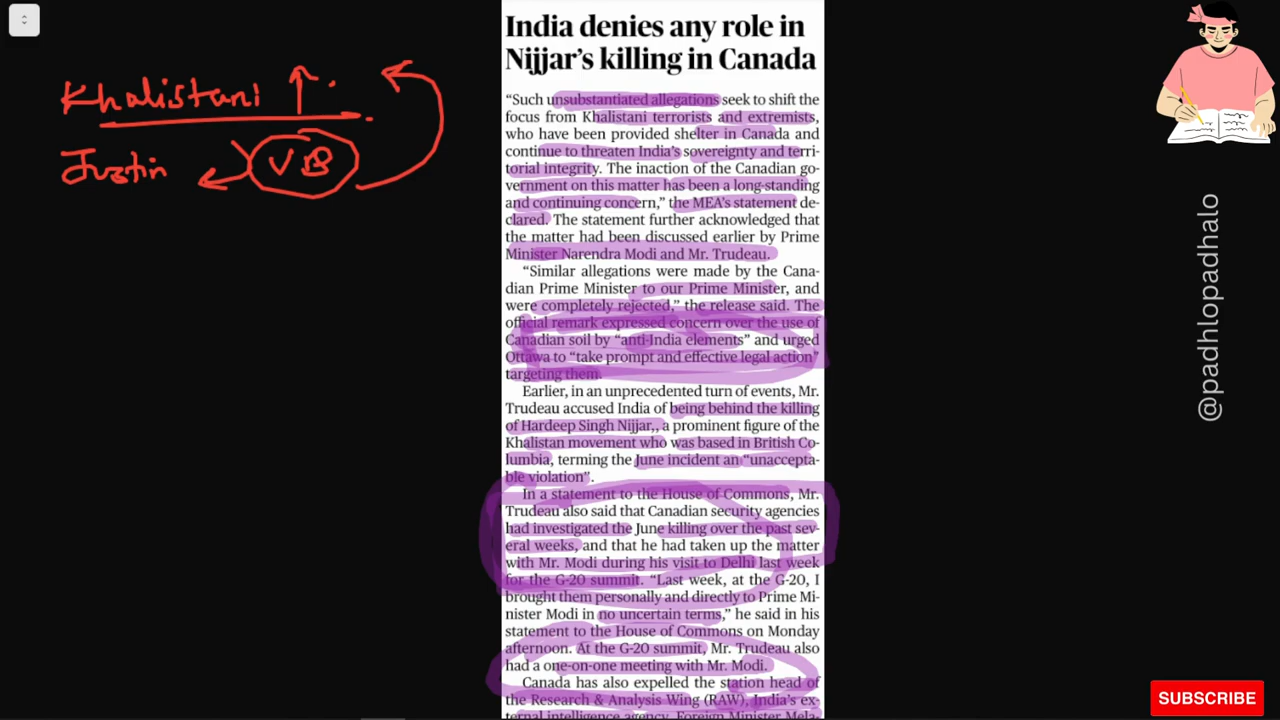 Khalistani
Justin
VB
India denies any role in
Nijjar’s killing in Canada
“Such unsubstantiated allegations seek to shift the
focus from Khalistani terrorists and extremists,
who have been provided shelter in Canada and
continue to threaten India’s sovereignty and terri-
torial integrity. The inaction of the Canadian go-
vernment on this matter has been a long-standing
and continuing concern,” the MEA’s statement de-
clared. The statement further acknowledged that
the matter had been discussed earlier by Prime
Minister Narendra Modi and Mr. Trudeau.
“Similar allegations were made by the Cana-
dian Prime Minister to our Prime Minister, and
were completely rejected,” the release said. The
official remark expressed concern over the use of
Canadian soil by “anti-India elements” and urged
Ottawa to “take prompt and effective legal action”
targeting them.
Earlier, in an unprecedented turn of events, Mr.
Trudeau accused India of being behind the killing
of Hardeep Singh Nijjar,, a prominent figure of the
Khalistan movement who was based in British Co-
lumbia, terming the June incident an “unaccepta-
ble violation”.
In a statement to the House of Commons, Mr.
Trudeau also said that Canadian security agencies
had investigated the June killing over the past sev-
eral weeks, and that he had taken up the matter
with Mr. Modi during his visit to Delhi last week
for the G-20 summit. “Last week, at the G-20, I
brought them personally and directly to Prime Mi-
nister Modi in no uncertain terms,” he said in his
statement to the House of Commons on Monday
afternoon. At the G-20 summit, Mr. Trudeau also
had a one-on-one meeting with Mr. Modi.
Canada has also expelled the station head of
the Research & Analysis Wing (RAW), India’s ex-
ternal intelligence agency. Foreign Minister Mela-
@padhlopadhalo
SUBSCRIBE